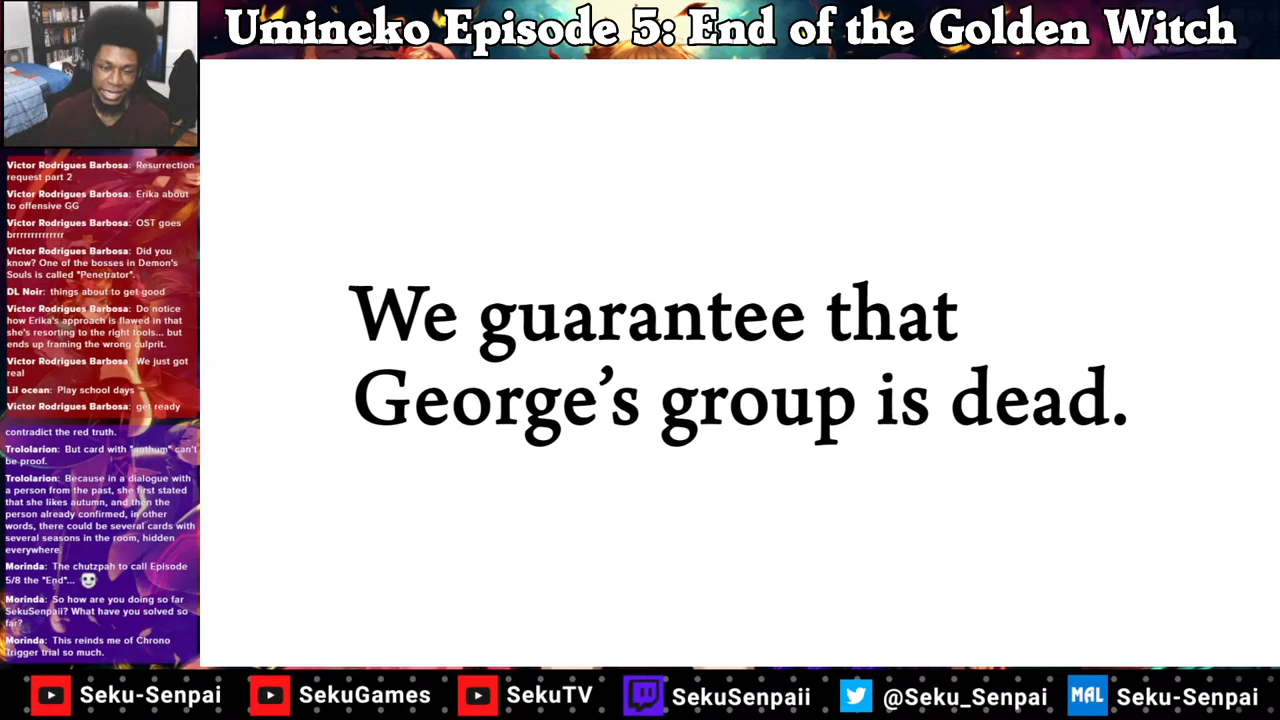 Umineko Episode 5: End of the Golden Witch
Victor Rodrigues Barbosa: Resurrection
request part 2
Victor Rodrigues Barbosa: Erika about
to offensive GG
Victor Rodrigues Barbosa: OST goes
brrrrrrrrrrrrrr
Victor Rodrigues Barbosa: Did you
know? One of the bosses in Demon's
Souls is called "Penetrator".
DL Noir: things about to get good
Victor Rodrigues Barbosa: Do notice
how Erika's approach is flawed in that
she's resorting to the right tools... but
ends up framing the wrong culprit.
Victor Rodrigues Barbosa: We just got
real
Lil ocean: Play school days
Victor Rodrigues Barbosa: get ready
contradict the red truth.
Trololarion: But card with "authum" can't
be proof.
Trololarion: Because in a dialogue with
a person from the past, she first stated
that she likes autumn, and then the
person already confirmed, in other
words, there could be several cards with
several seasons in the room, hidden
everywhere.
Morinda: The chutzpah to call Episode
5/8 the "End"...
Morinda: So how are you doing so far
SekuSenpaii? What have you solved so
far?
Morinda: This reinds me of Chrono
Trigger trial so much.
We guarantee that
George's group is dead.
Seku-Senpai SekuGames SekuTV SekuSenpaii @Seku_Senpai MAL Seku-Senpai